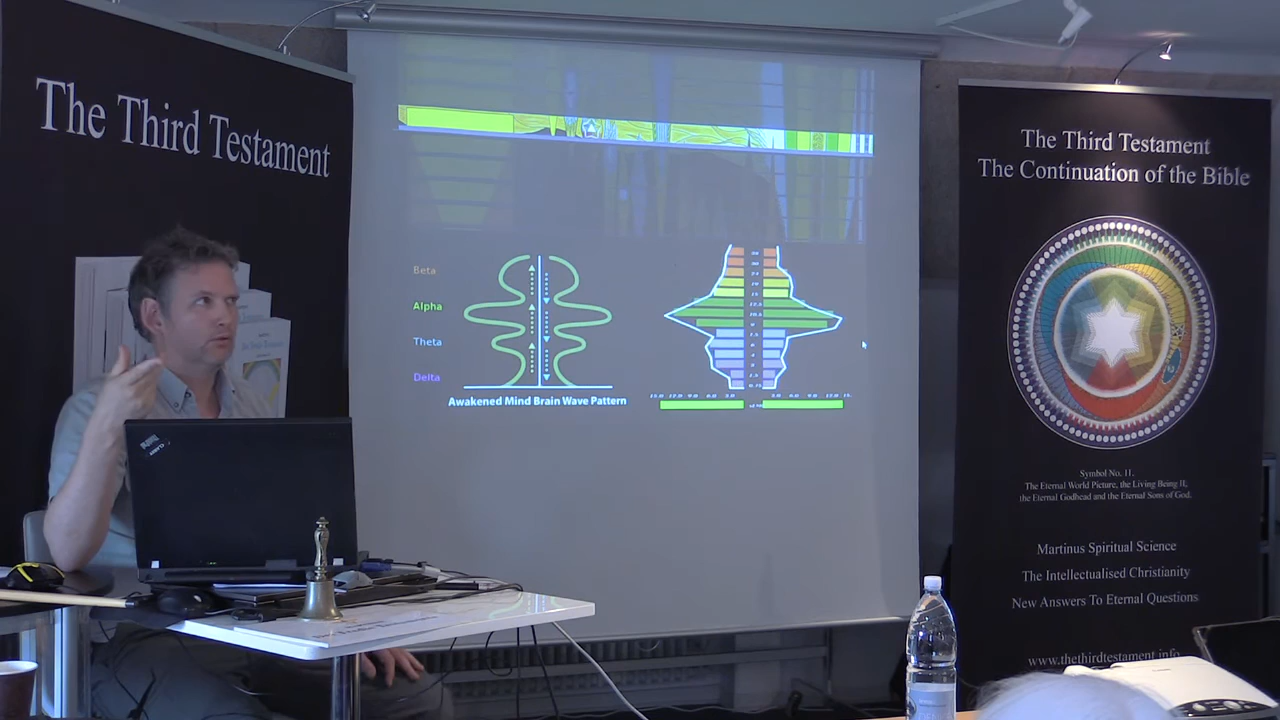 The Third Testament
Beta
Alpha
Theta
Delta
Awakened Mind Brain Wave Pattern
The Third Testament
The Continuation of the Bible
Symbol No. 11.
The Eternal World Picture, the Living Being II,
the Eternal Godhead and the Eternal Sons of God.
Martinus Spiritual Science
The Intellectualised Christianity
New Answers To Eternal Questions
www.thethirdtestament.info